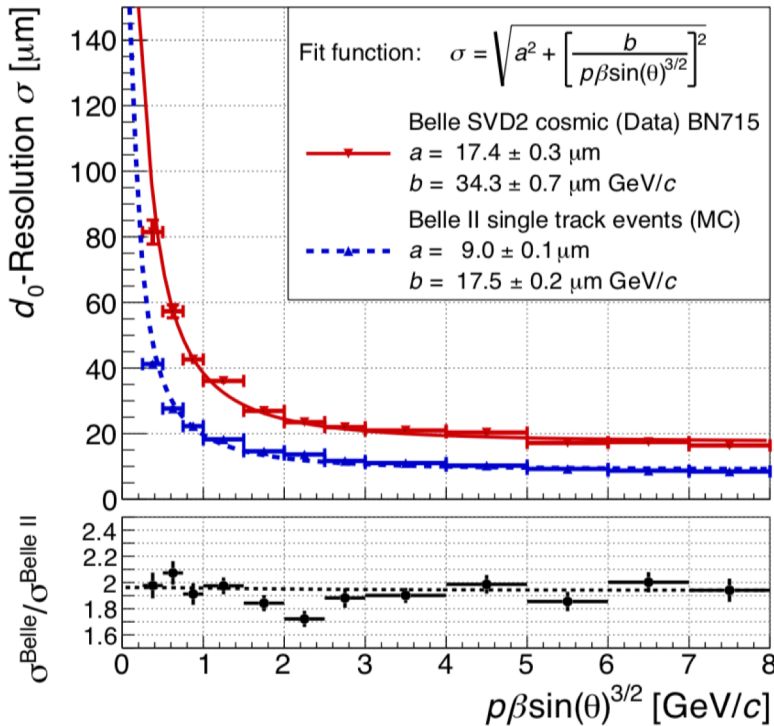 d₀-Resolution σ [μm]
140
120
100
80
60
40
20
0
Fit function: σ = √(a² + [b / pβsin(θ)^3/2]²)
Belle SVD2 cosmic (Data) BN715
a = 17.4 ± 0.3 μm
b = 34.3 ± 0.7 μm GeV/c
Belle II single track events (MC)
a = 9.0 ± 0.1 μm
b = 17.5 ± 0.2 μm GeV/c
σ^Belle/σ^Belle II
2.4
2.2
2
1.8
1.6
0 1 2 3 4 5 6 7 8
pβsin(θ)^3/2 [GeV/c]